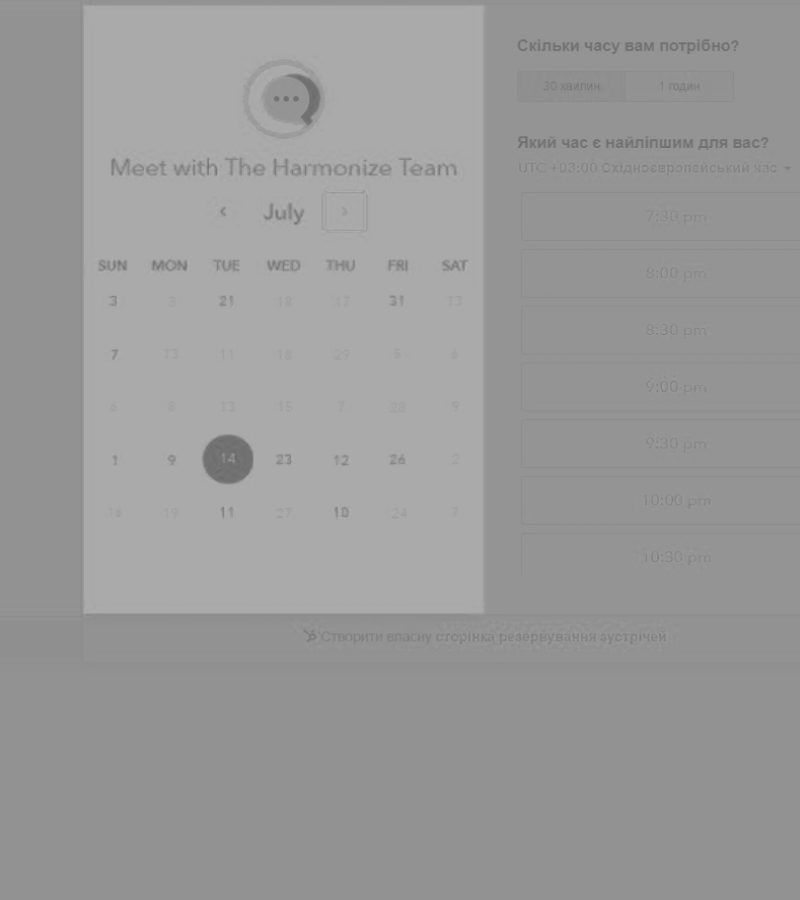 Meet with The Harmonize Team
July
SUN MON TUE WED THU FRI SAT
3 5 21 18 17 31 13
7 13 11 18 29 5 6
6 8 13 15 7 28 9
1 9 14 23 12 26 2
16 19 11 27 10 24 7
Скільки часу вам потрібно?
30 хвилин 1 годин
Який час є найліпшим для вас?
UTC +03:00 Східноєвропейський час
7:30 pm
8:00 pm
8:30 pm
9:00 pm
9:30 pm
10:00 pm
10:30 pm
Створити власну сторінка резервування зустрічей